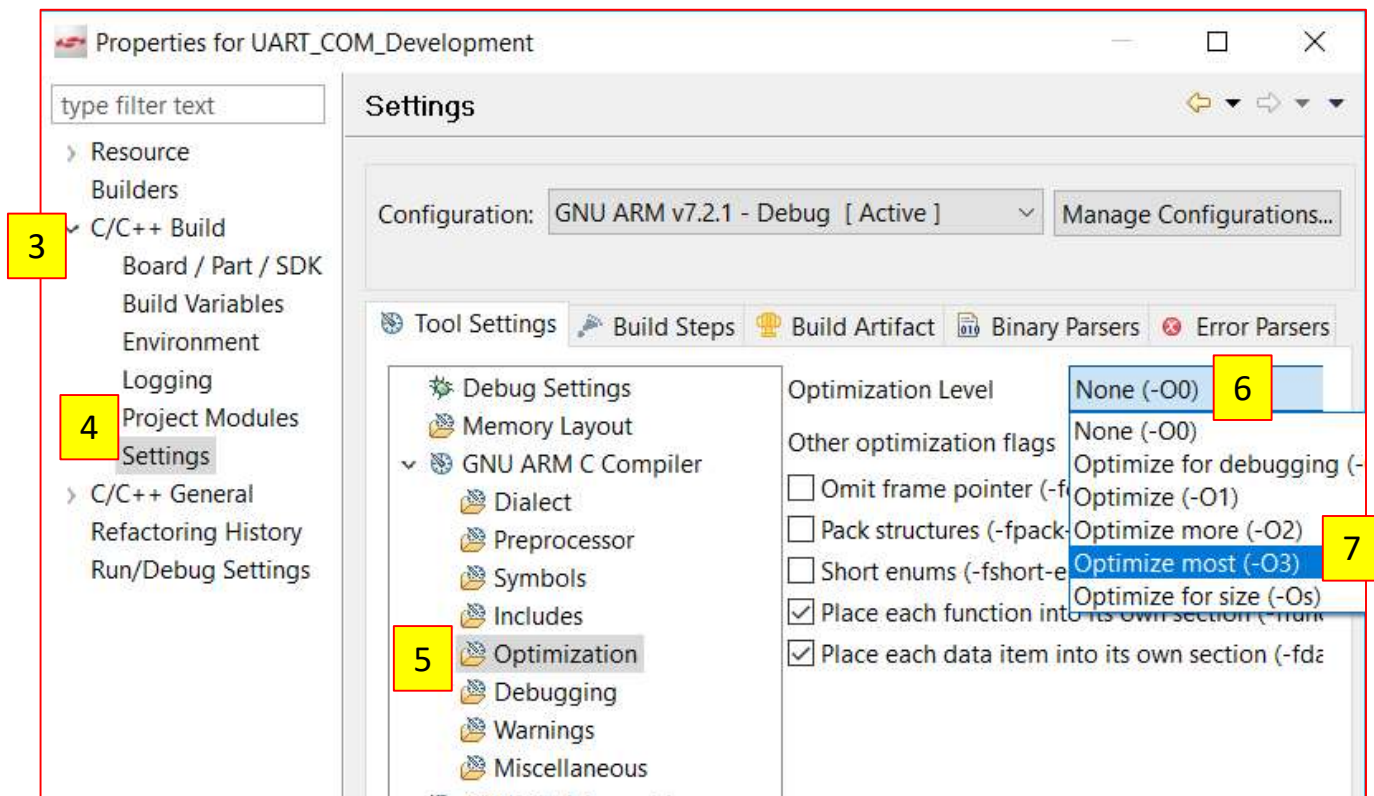 Properties for UART_COM_Development
type filter text
Resource
Builders
3
C/C++ Build
Board / Part / SDK
Build Variables
Environment
Logging
4
Project Modules
Settings
C/C++ General
Refactoring History
Run/Debug Settings
Settings
Configuration: GNU ARM v7.2.1 - Debug [ Active ] Manage Configurations...
Tool Settings Build Steps Build Artifact Binary Parsers Error Parsers
Debug Settings
Memory Layout
GNU ARM C Compiler
Dialect
Preprocessor
Symbols
Includes
5
Optimization
Debugging
Warnings
Miscellaneous
Optimization Level None (-O0) 6
Other optimization flags
Omit frame pointer (-f
Pack structures (-fpack-
Short enums (-fshort-e
Place each function into its own section (-ffunc
Place each data item into its own section (-fda
None (-O0)
Optimize for debugging (-
Optimize (-O1)
Optimize more (-O2)
Optimize most (-O3) 7
Optimize for size (-Os)